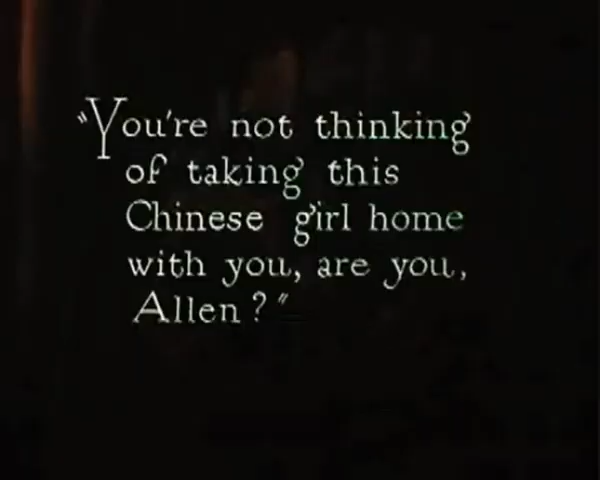 "You're not thinking
of taking this
Chinese girl home
with you, are you,
Allen?"